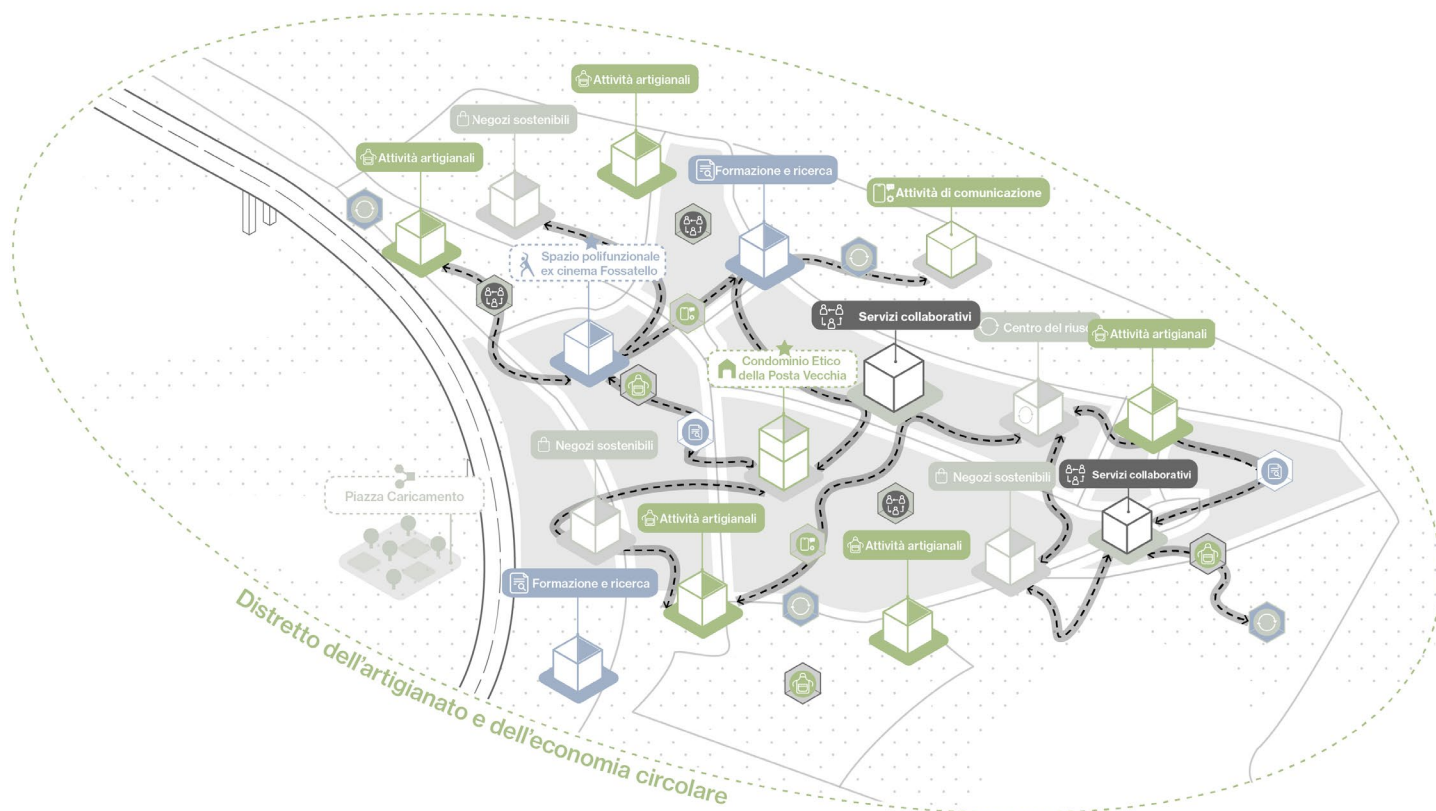 Attività artigianali
Negozi sostenibili
Attività artigianali
Formazione e ricerca
Attività di comunicazione
Spazio polifunzionale
ex cinema Fossatello
Servizi collaborativi
Centro del riuso
Attività artigianali
Condominio Etico
della Posta Vecchia
Negozi sostenibili
Negozi sostenibili
Servizi collaborativi
Piazza Caricamento
Attività artigianali
Attività artigianali
Formazione e ricerca
Distretto dell'artigianato e dell'economia circolare